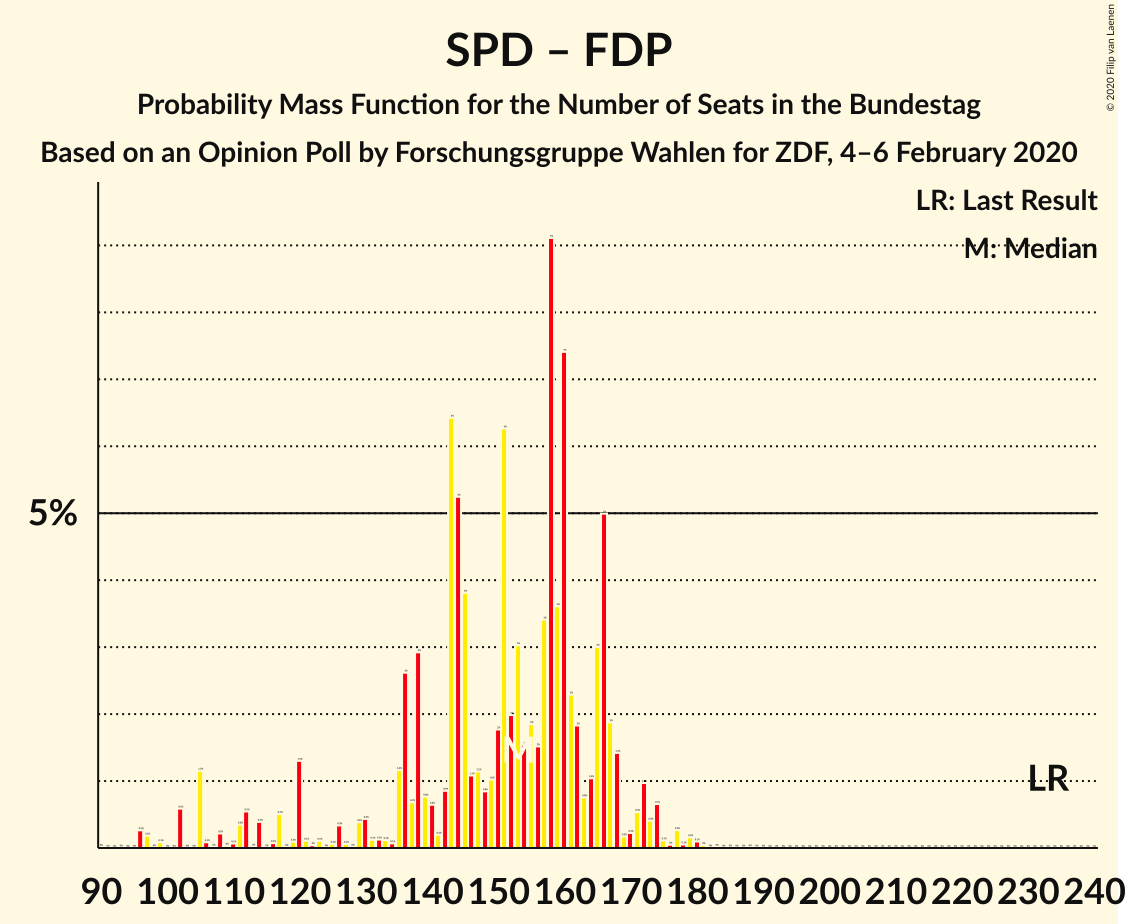 SPD – FDP
Probability Mass Function for the Number of Seats in the Bundestag
Based on an Opinion Poll by Forschungsgruppe Wahlen for ZDF, 4–6 February 2020
© 2020 Filip van Laenen
LR: Last Result
M: Median
5%
M
LR
90 100 110 120 130 140 150 160 170 180 190 200 210 220 230 240